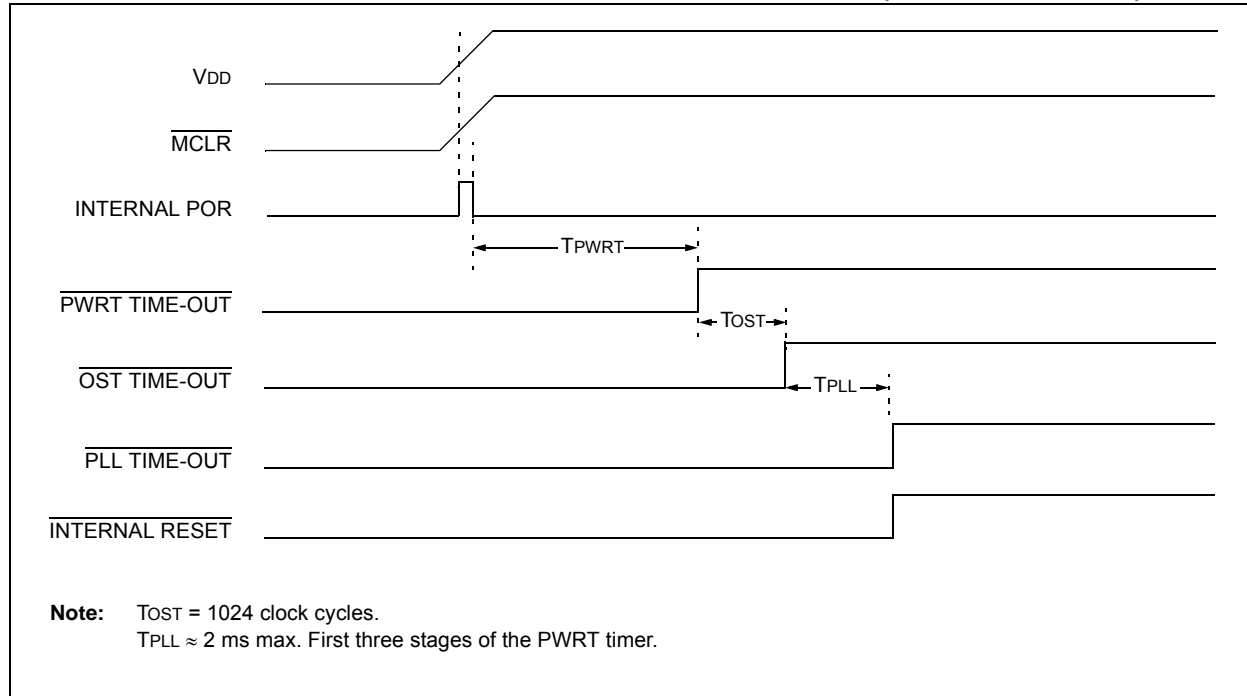 VDD
MCLR
INTERNAL POR
TPWRT
PWRT TIME-OUT
TOST
OST TIME-OUT
TPLL
PLL TIME-OUT
INTERNAL RESET
Note: TOST = 1024 clock cycles.
TPLL ≈ 2 ms max. First three stages of the PWRT timer.